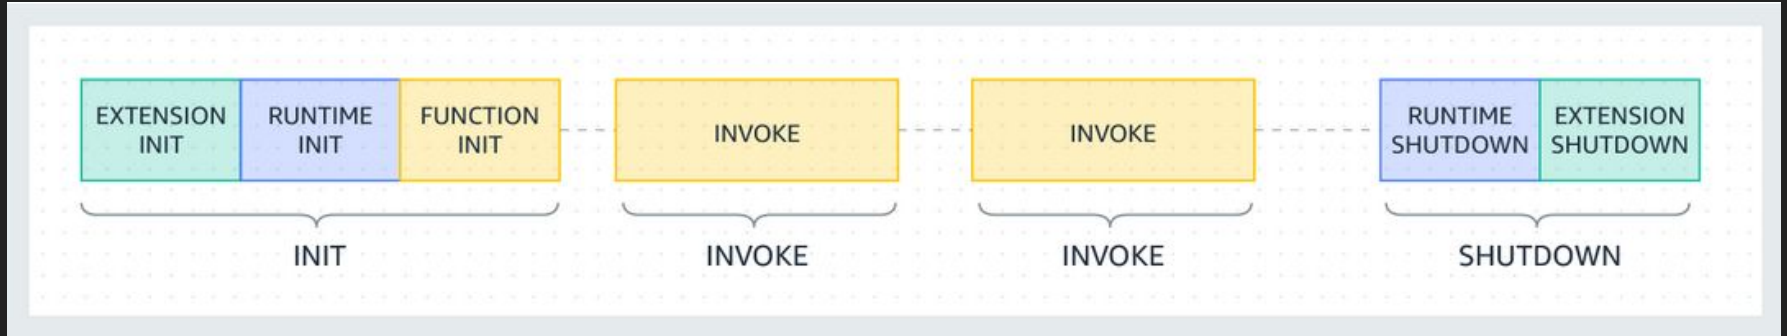 EXTENSION
INIT
RUNTIME
INIT
FUNCTION
INIT
INVOKE
INVOKE
RUNTIME
SHUTDOWN
EXTENSION
SHUTDOWN
INIT
INVOKE
INVOKE
SHUTDOWN